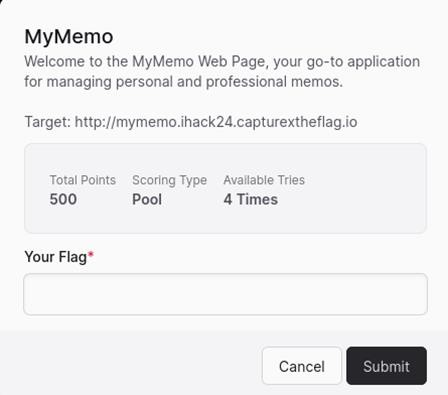 MyMemo
Welcome to the MyMemo Web Page, your go-to application
for managing personal and professional memos.
Target: http://mymemo.ihack24.capturextheflag.io
Total Points Scoring Type Available Tries
500 Pool 4 Times
Your Flag*
Cancel Submit